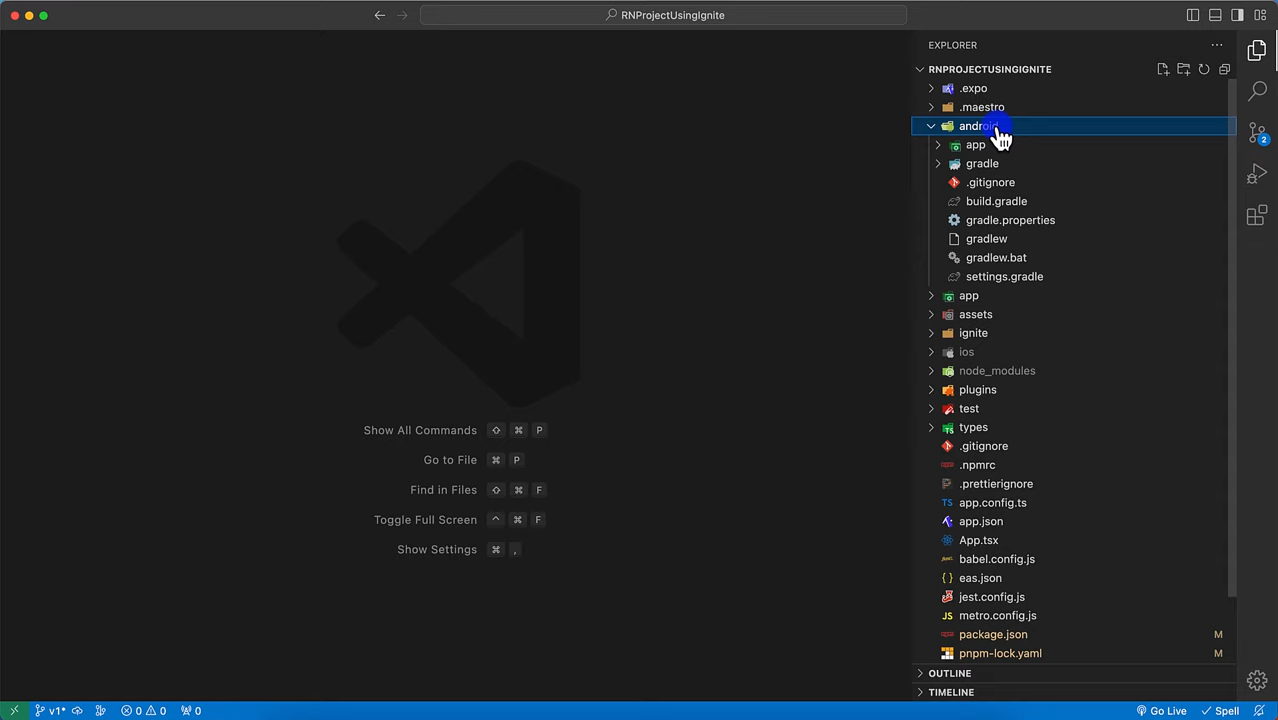 RNProjectUsingIgnite
EXPLORER
RNPROJECTUSINGIGNITE
.expo
.maestro
android
app
gradle
.gitignore
build.gradle
gradle.properties
gradlew
gradlew.bat
settings.gradle
app
assets
ignite
ios
node_modules
plugins
test
types
.gitignore
.npmrc
.prettierignore
TS app.config.ts
app.json
App.tsx
babel.config.js
{ } eas.json
jest.config.js
JS metro.config.js
package.json M
pnpm-lock.yaml M
OUTLINE
TIMELINE
2
Show All Commands ⇧ ⌘ P
Go to File ⌘ P
Find in Files ⇧ ⌘ F
Toggle Full Screen ^ ⌘ F
Show Settings ⌘ ,
v1* 0 0 0 Go Live Spell